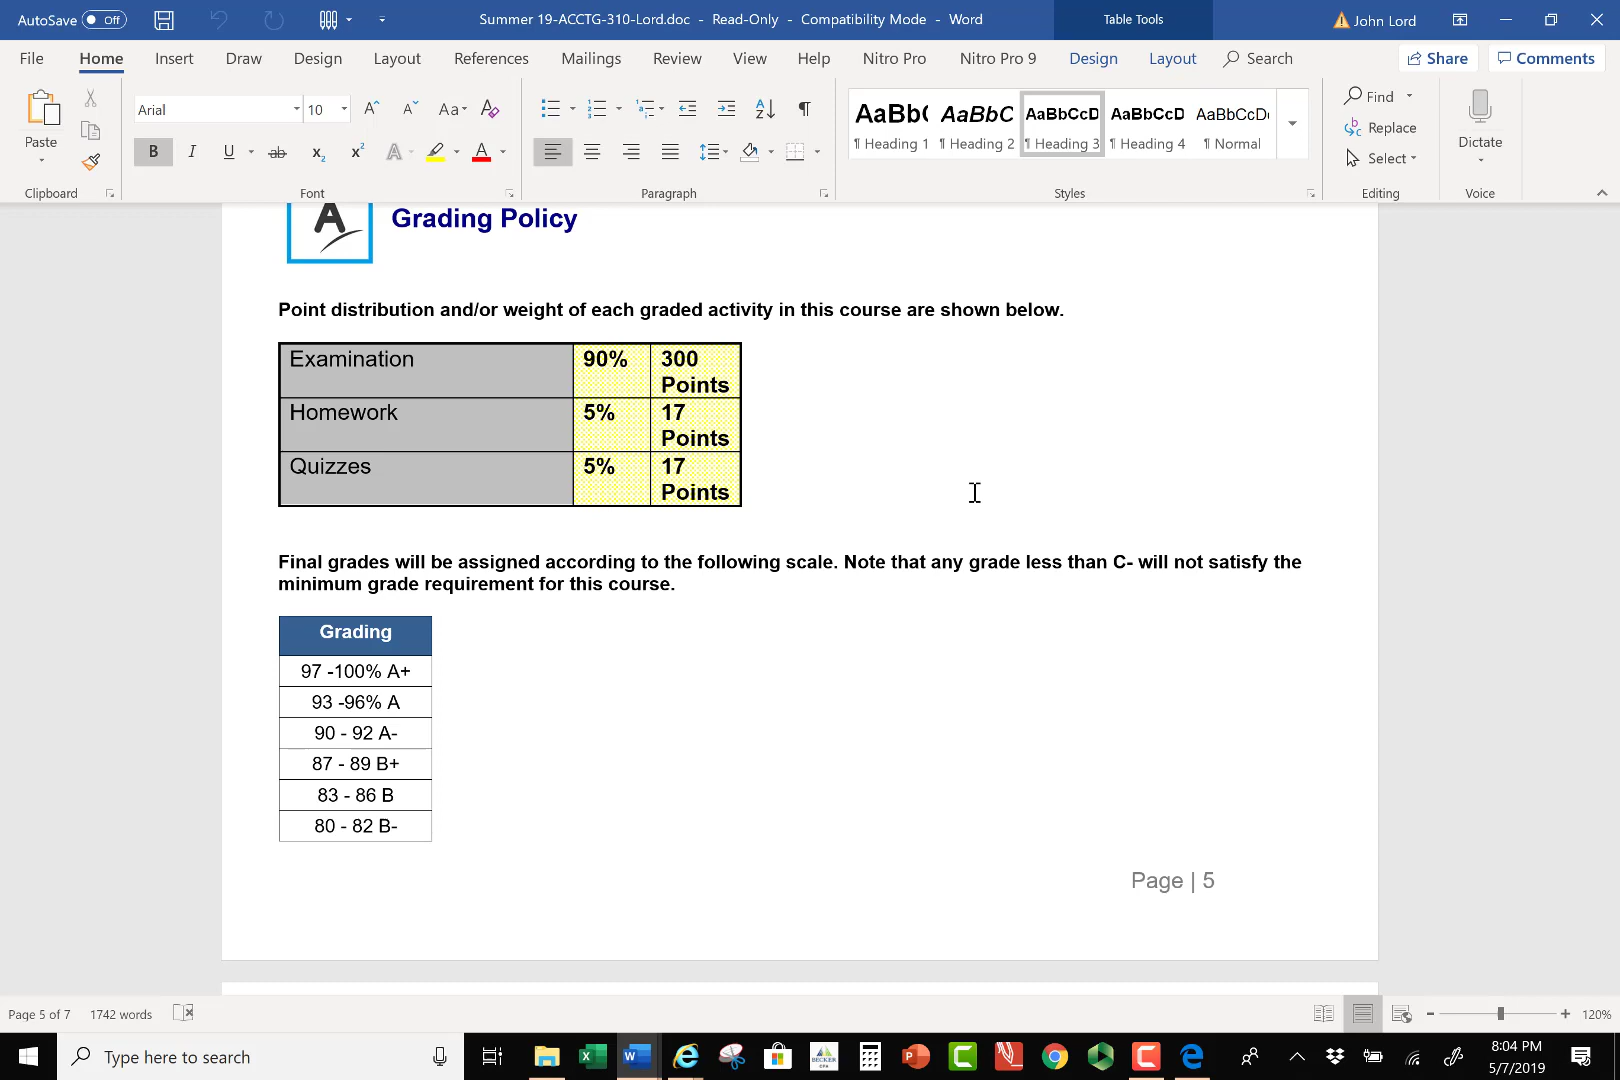 AutoSave Off Summer 19-ACCTG-310-Lord.doc - Read-Only - Compatibility Mode - Word Table Tools John Lord
File Home Insert Draw Design Layout References Mailings Review View Help Nitro Pro Nitro Pro 9 Design Layout Search Share Comments
Paste Arial 10 Aa AaBbC AaBbC AaBbCcD AaBbCcD AaBbCcD Find
¶ Heading 1 ¶ Heading 2 ¶ Heading 3 ¶ Heading 4 ¶ Normal Replace Dictate
B I U ab x₂ x² A A Select
Clipboard Font Paragraph Styles Editing Voice
A Grading Policy
Point distribution and/or weight of each graded activity in this course are shown below.
Examination 90% 300
Points
Homework 5% 17
Points
Quizzes 5% 17
Points
Final grades will be assigned according to the following scale. Note that any grade less than C- will not satisfy the
minimum grade requirement for this course.
Grading
97 -100% A+
93 -96% A
90 - 92 A-
87 - 89 B+
83 - 86 B
80 - 82 B-
Page | 5
Page 5 of 7 1742 words 120%
Type here to search 8:04 PM
5/7/2019